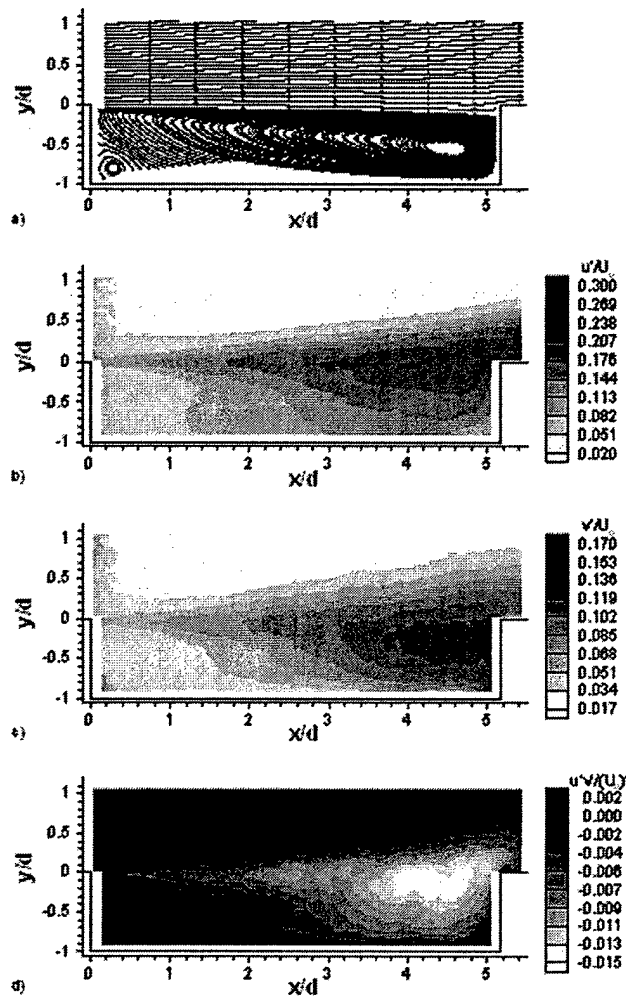 1
0.5
0
-0.5
-1
y/d
0 1 2 3 4 5
x/d
a)
u'/U
0.300
0.269
0.238
0.207
0.176
0.144
0.113
0.082
0.051
0.020
1
0.5
0
-0.5
-1
y/d
0 1 2 3 4 5
x/d
b)
v'/U
0.170
0.153
0.136
0.119
0.102
0.085
0.068
0.051
0.034
0.017
1
0.5
0
-0.5
-1
y/d
0 1 2 3 4 5
x/d
c)
0.002
0.000
-0.002
-0.004
-0.006
-0.007
-0.009
-0.011
-0.013
-0.015
1
0.5
0
-0.5
-1
y/d
0 1 2 3 4 5
x/d
d)